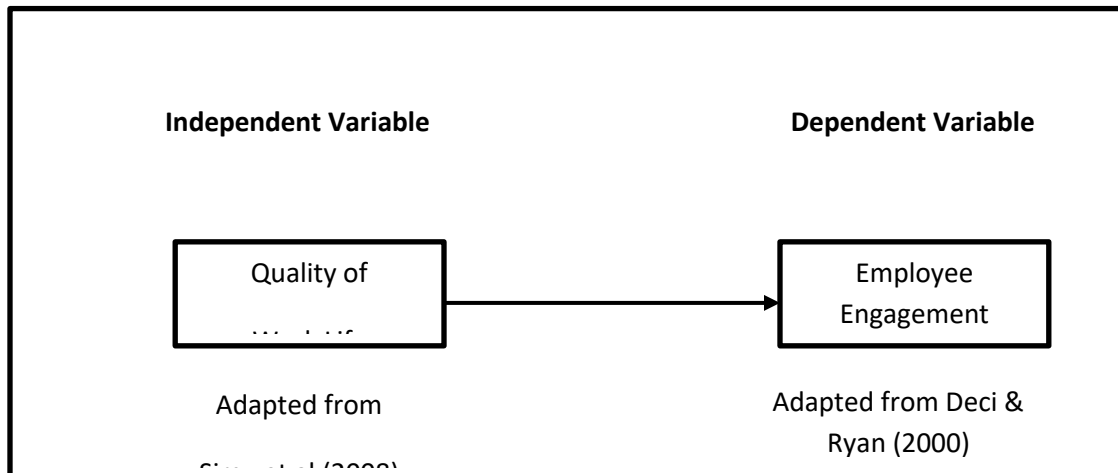 Independent Variable
Dependent Variable
Quality of
Employee
Engagement
Adapted from
Adapted from Deci &
Ryan (2000)